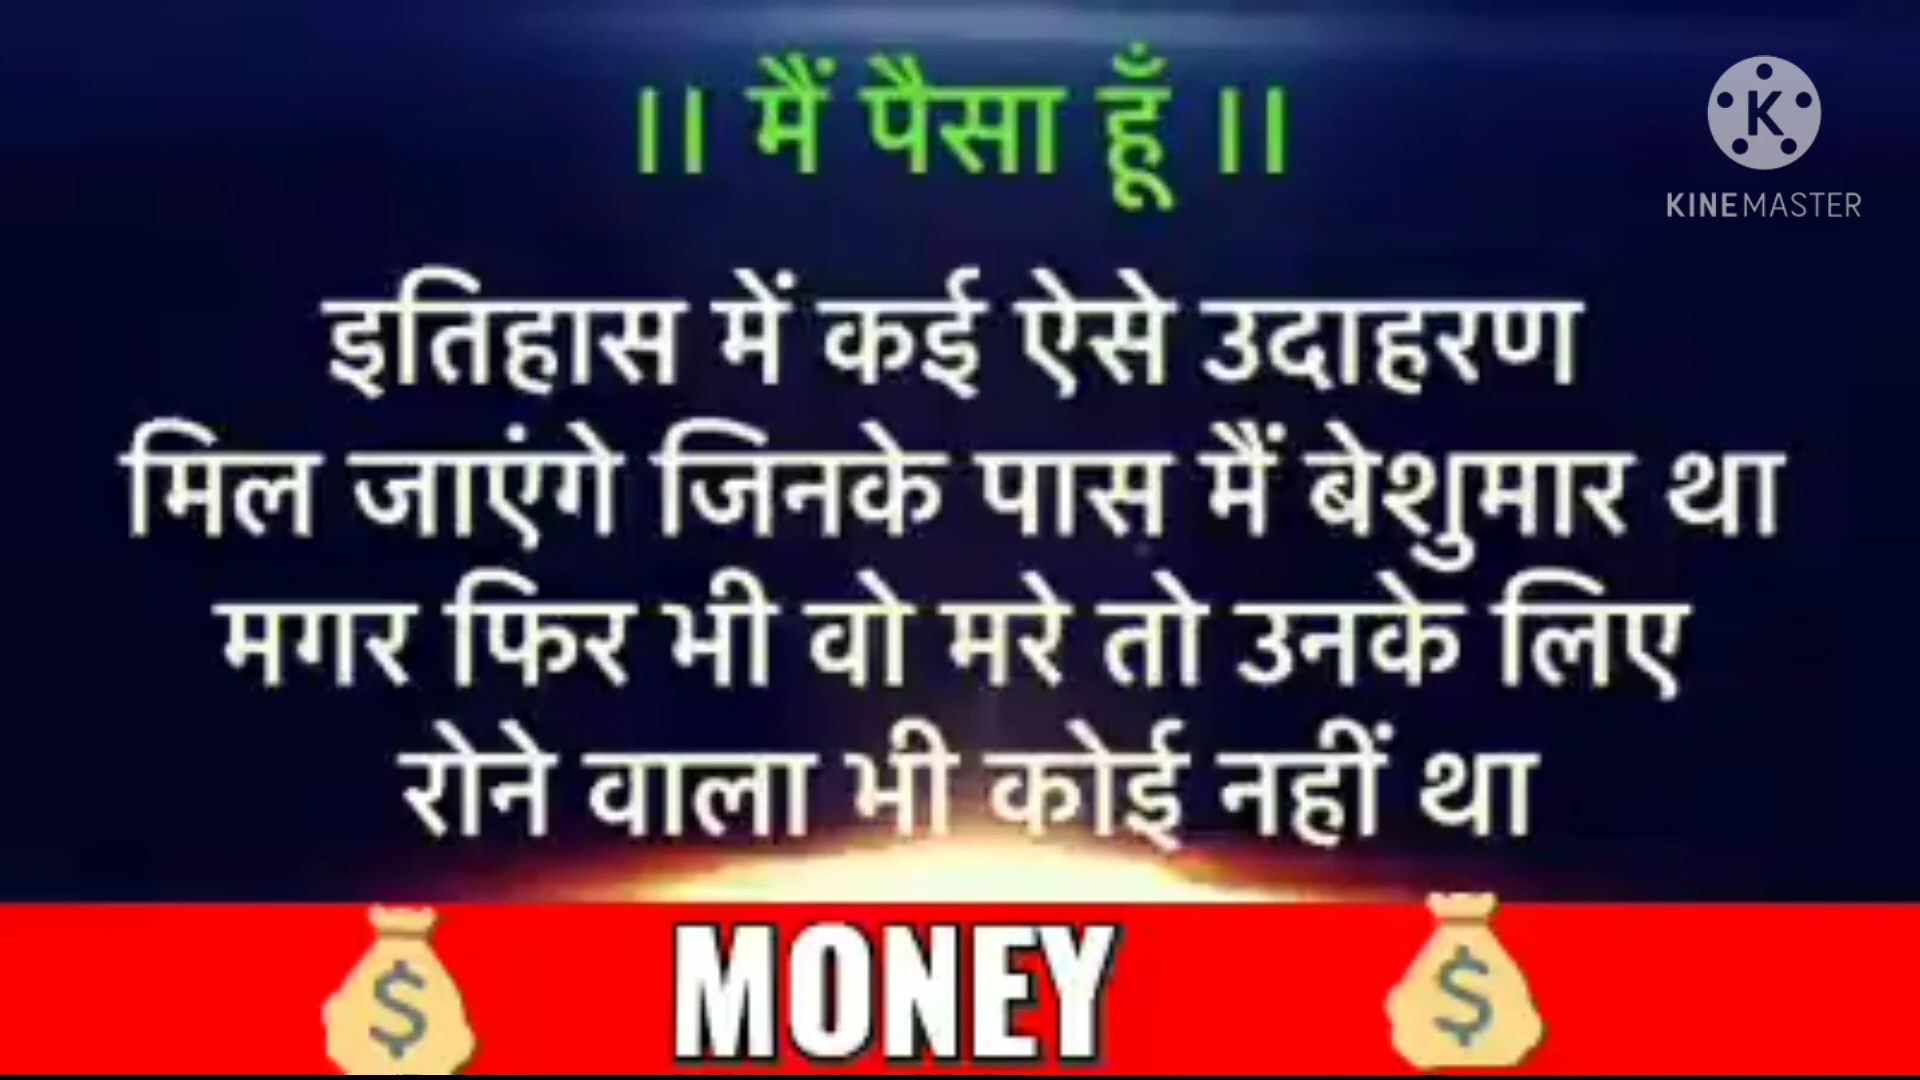 ।। मैं पैसा हूँ ।।
K
KINEMASTER
इतिहास में कई ऐसे उदाहरण
मिल जाएंगे जिनके पास मैं बेशुमार था
मगर फिर भी वो मरे तो उनके लिए
रोने वाला भी कोई नहीं था
$ MONEY $